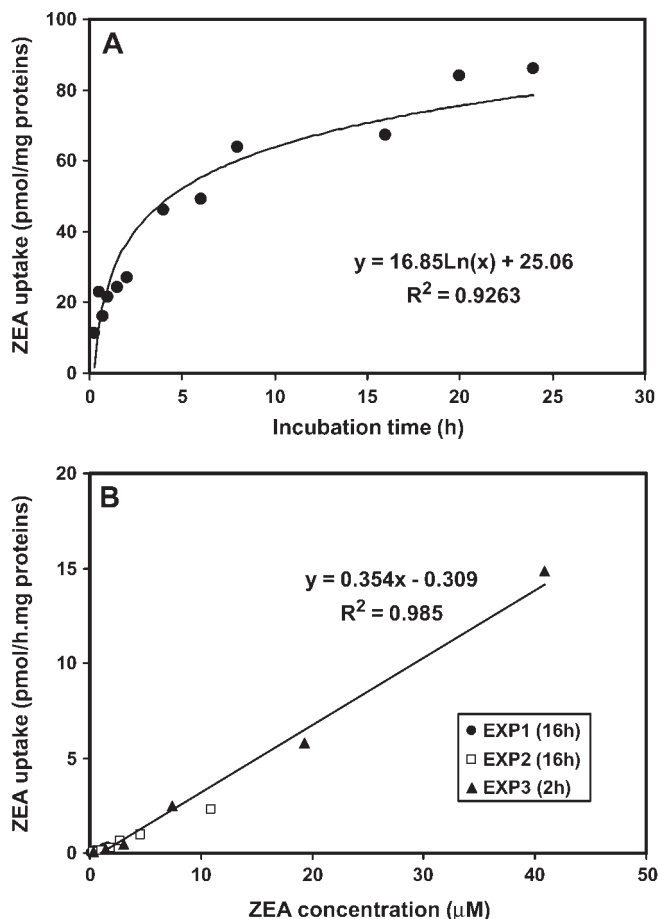 A
100
80
60
40
20
0
ZEA uptake (pmol/mg proteins)
y = 16.85Ln(x) + 25.06
R² = 0.9263
0 5 10 15 20 25 30
Incubation time (h)
B
20
15
10
5
0
ZEA uptake (pmol/h.mg proteins)
y = 0.354x - 0.309
R² = 0.985
EXP1 (16h)
EXP2 (16h)
EXP3 (2h)
0 10 20 30 40 50
ZEA concentration (μM)